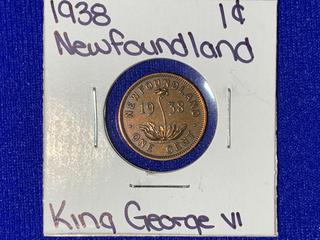 1938 1¢
Newfoundland
NEWFOUNDLAND
19 38
ONE CENT
King George VI